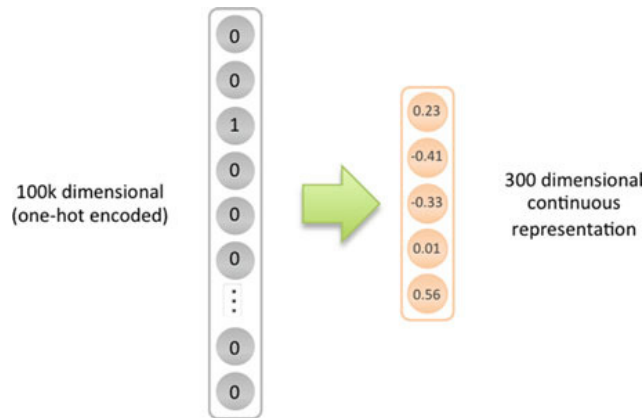 100k dimensional
(one-hot encoded)
0
0
1
0
0
0
⋮
0
0
0.23
-0.41
-0.33
0.01
0.56
300 dimensional
continuous
representation